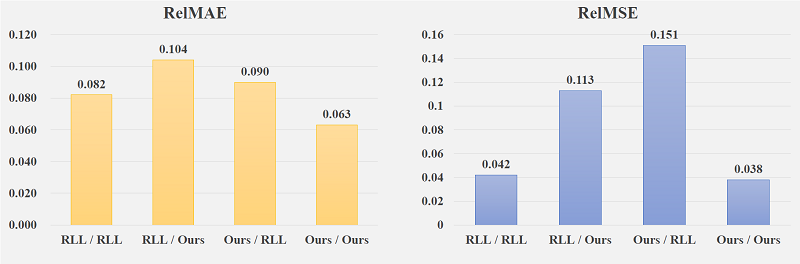 RelMAE
0.120
0.100
0.080
0.060
0.040
0.020
0.000
0.082
0.104
0.090
0.063
RLL / RLL
RLL / Ours
Ours / RLL
Ours / Ours
RelMSE
0.16
0.14
0.12
0.1
0.08
0.06
0.04
0.02
0
0.042
0.113
0.151
0.038
RLL / RLL
RLL / Ours
Ours / RLL
Ours / Ours